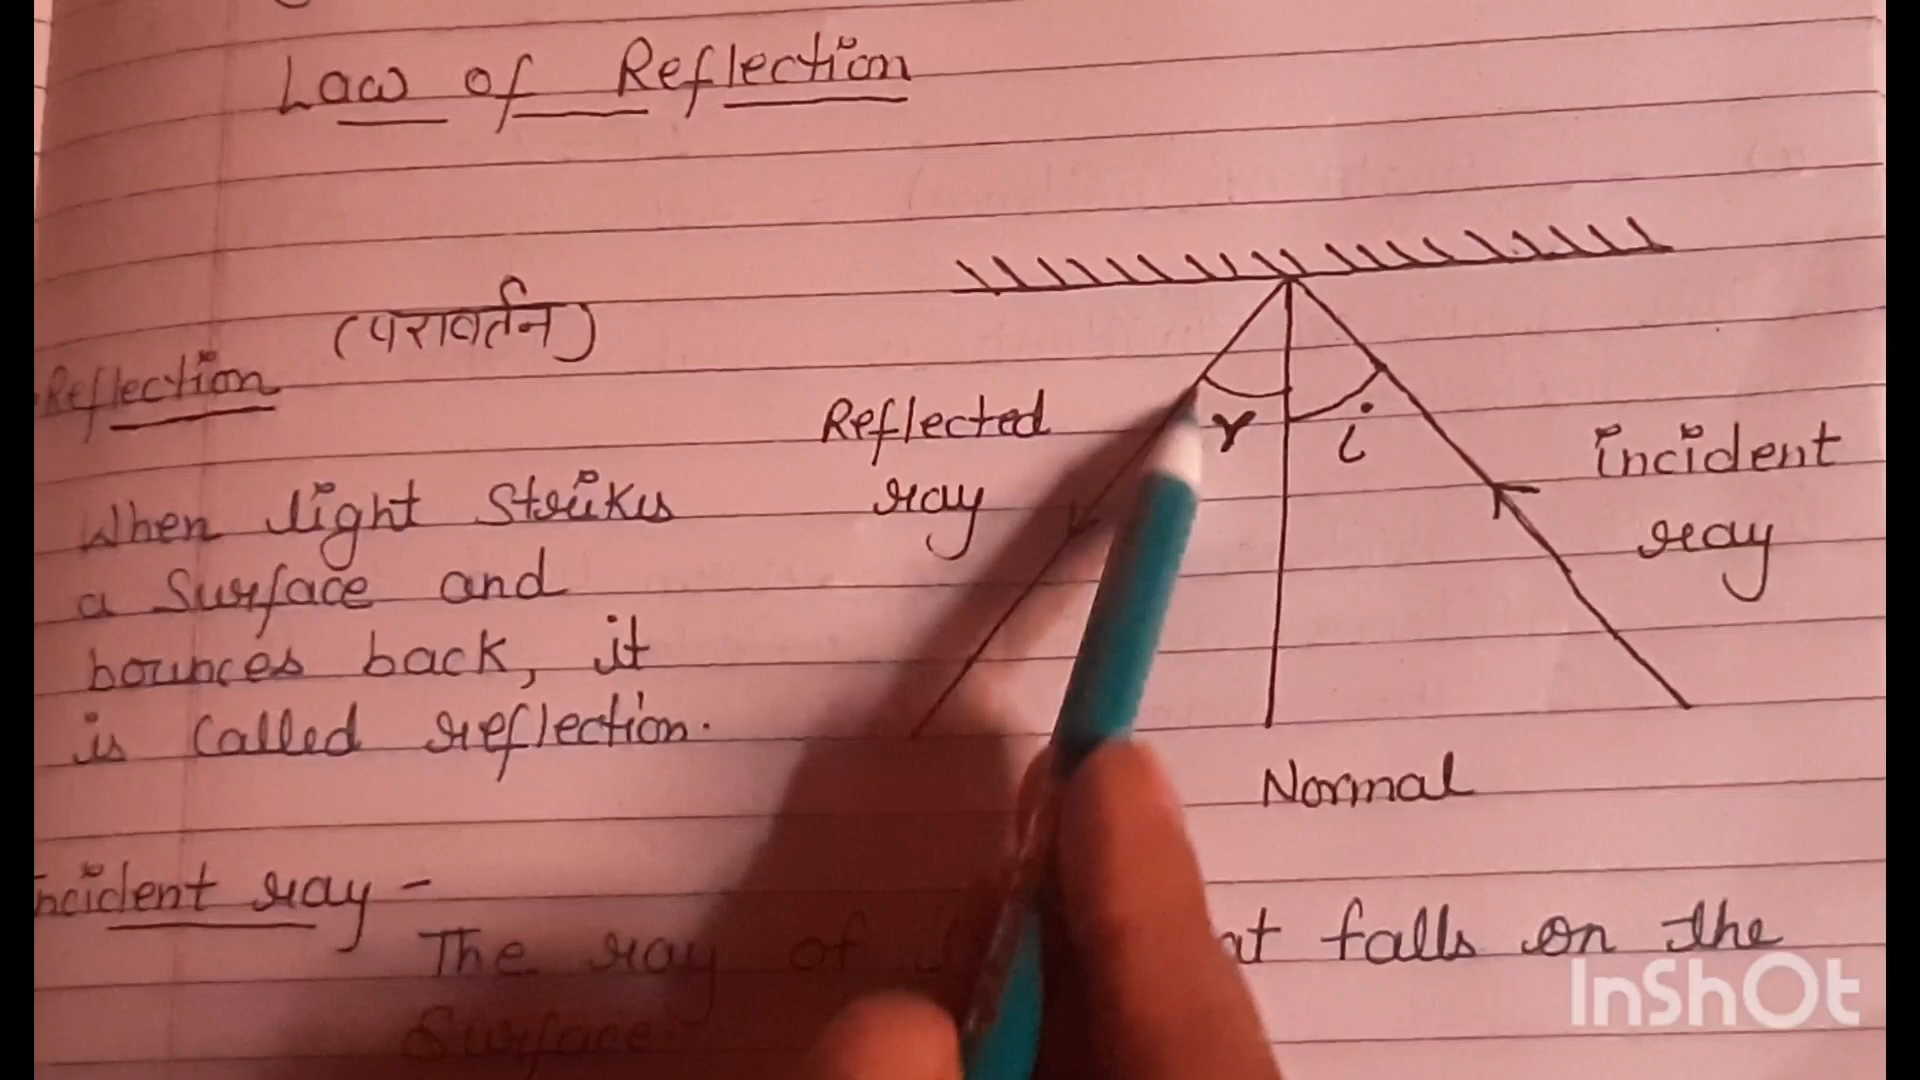 Law of Reflection
(परावर्तन)
Reflection
When light strikes
a surface and
bounces back, it
is called reflection.
Reflected
ray
r
i
incident
ray
Normal
ncident ray -
The ray of at falls on the
Surface
InShOt